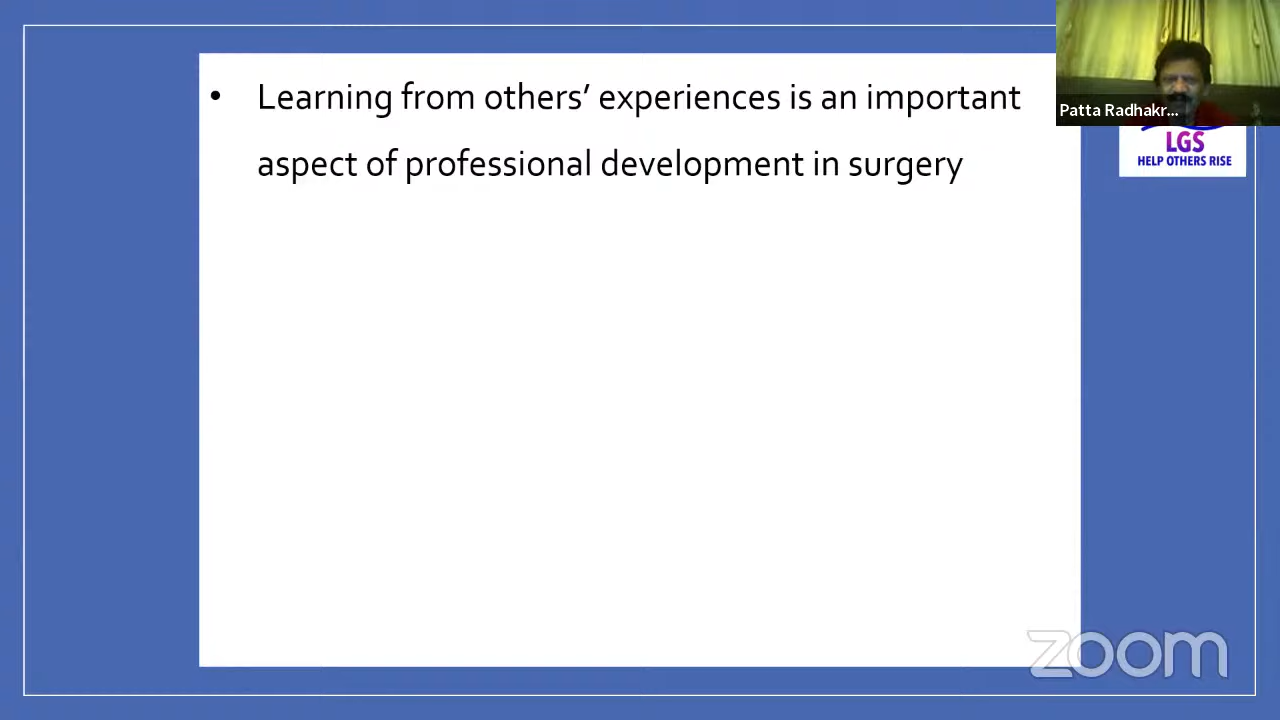 • Learning from others’ experiences is an important
aspect of professional development in surgery
Patta Radhakr...
LGS
HELP OTHERS RISE
zoom